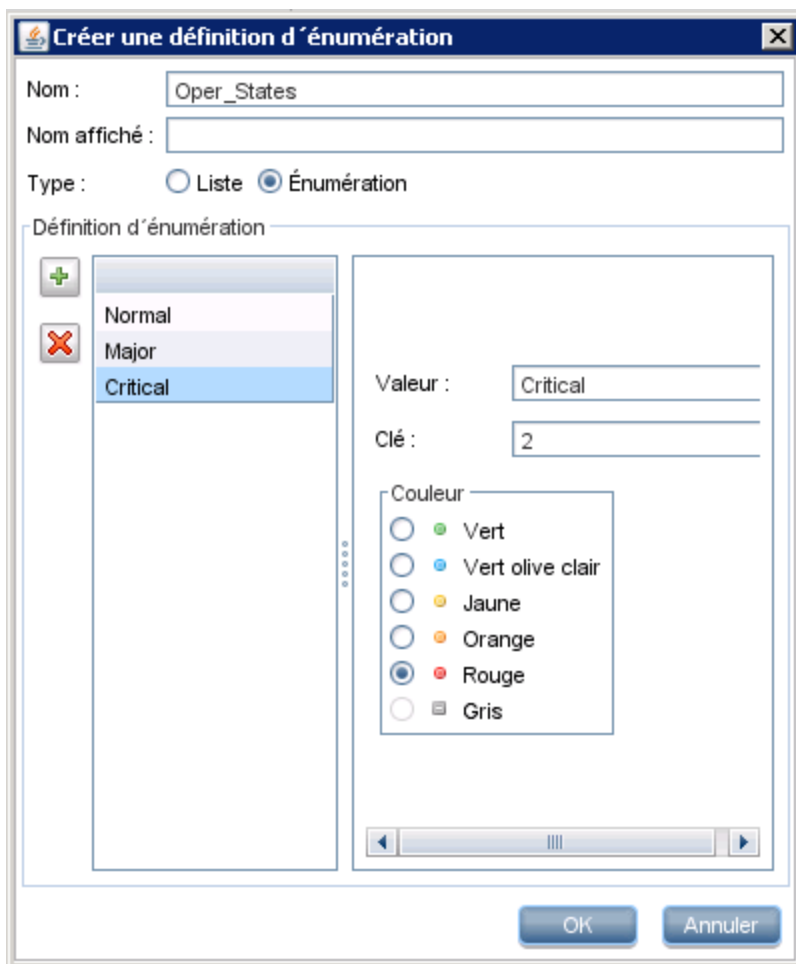 Créer une définition d´énumération
Nom :
Oper_States
Nom affiché :
Type :
Liste
Énumération
Définition d´énumération
Normal
Major
Critical
Valeur :
Critical
Clé :
2
Couleur
Vert
Vert olive clair
Jaune
Orange
Rouge
Gris
OK
Annuler